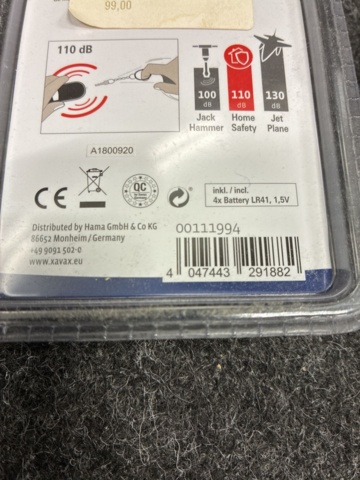 99,00
110 dB
100
dB
Jack
Hammer
110
dB
Home
Safety
130
dB
Jet
Plane
A1800920
CE
QC
inkl. / incl.
4x Battery LR41, 1,5V
Distributed by Hama GmbH & Co KG
86652 Monheim / Germany
+49 9091 502-0
www.xavax.eu
00111994
4 047443 291882